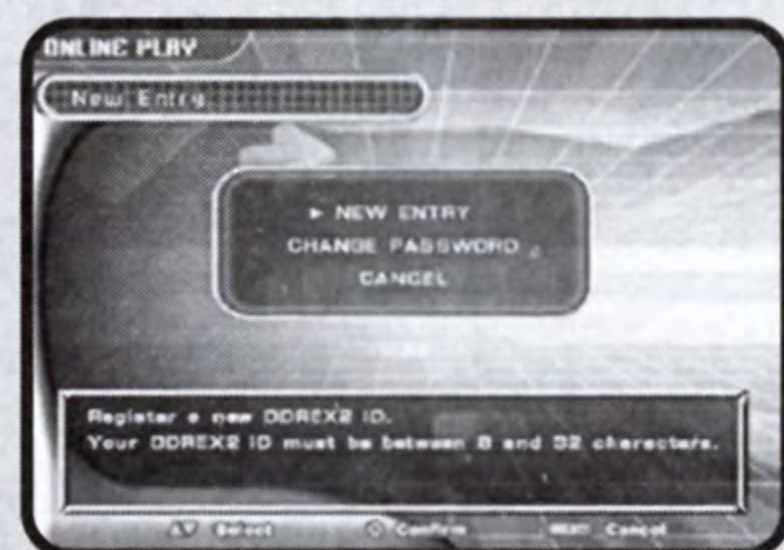 ONLINE PLAY
New Entry
NEW ENTRY
CHANGE PASSWORD
CANCEL
Register a new DDREX2 ID.
Your DDREX2 ID must be between 8 and 32 characters.
Select
Confirm
Cancel